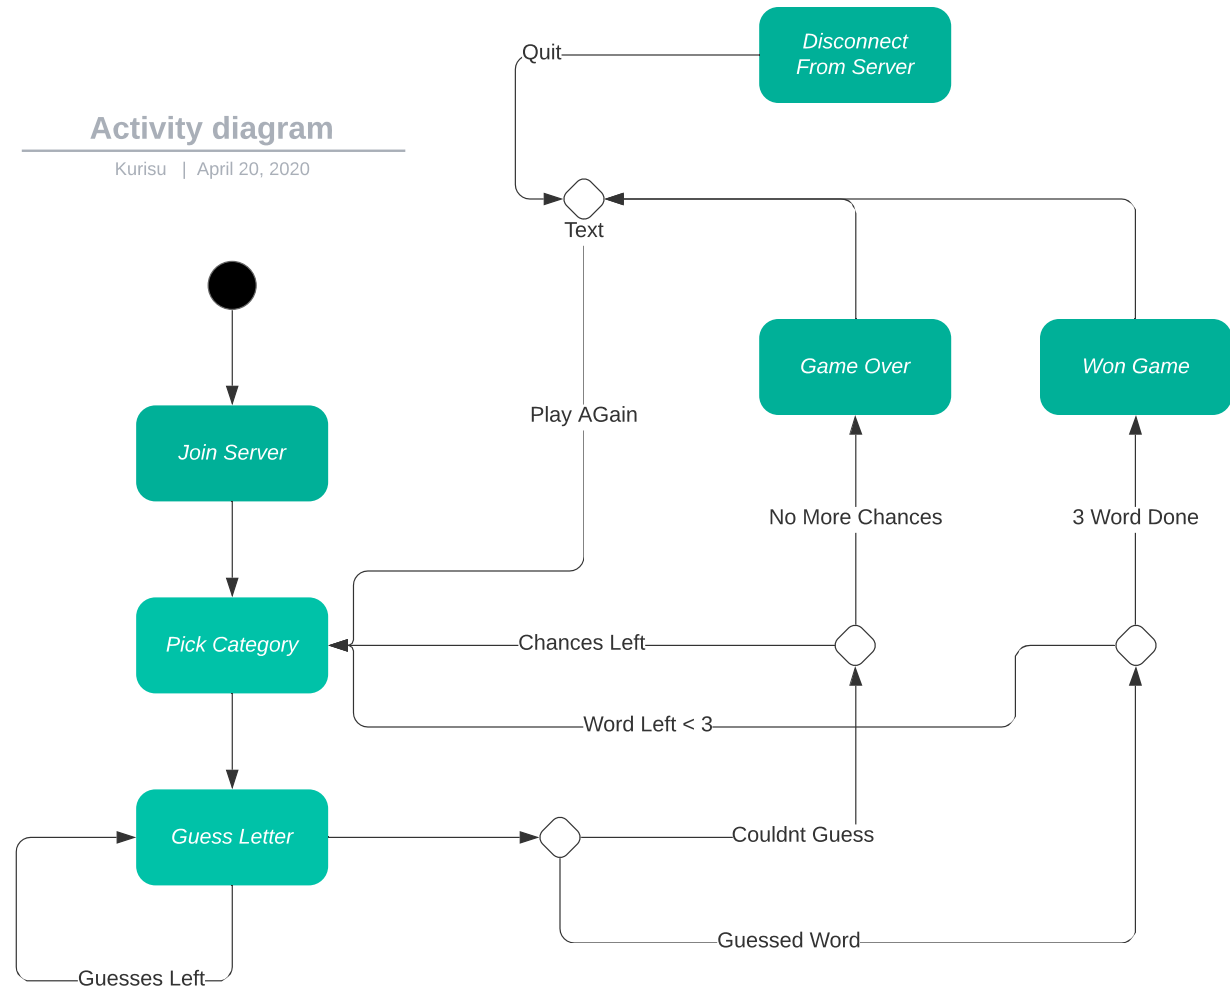 Disconnect
From Server
Quit
Activity diagram
Kurisu | April 20, 2020
Text
Game Over
Won Game
Play AGain
Join Server
No More Chances
3 Word Done
Pick Category
Chances Left
Word Left < 3
Guess Letter
Couldnt Guess
Guessed Word
Guesses Left